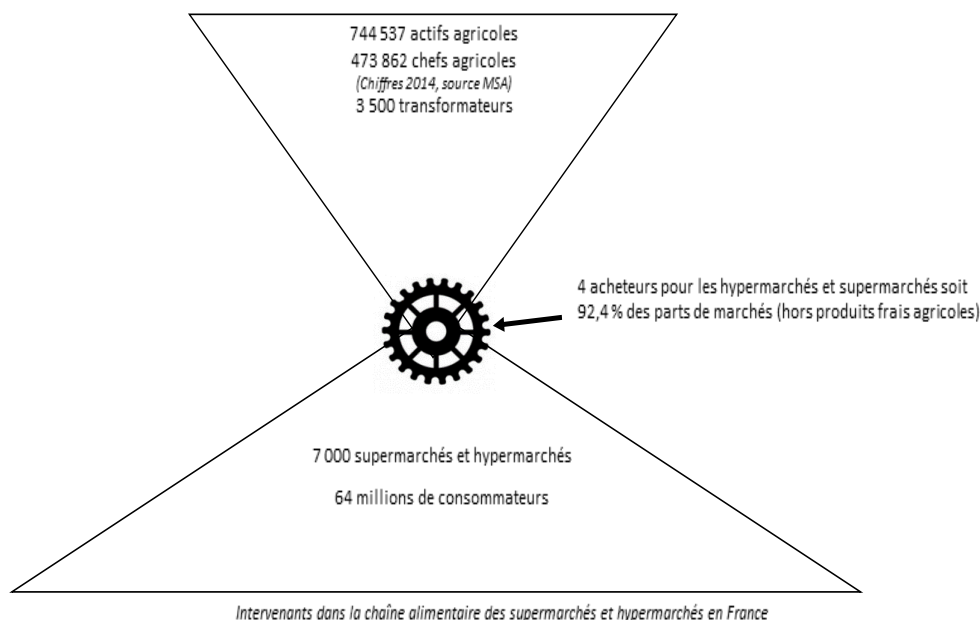 744 537 actifs agricoles
473 862 chefs agricoles
(Chiffres 2014, source MSA)
3 500 transformateurs
4 acheteurs pour les hypermarchés et supermarchés soit
92,4 % des parts de marchés (hors produits frais agricoles)
7 000 supermarchés et hypermarchés
64 millions de consommateurs
Intervenants dans la chaîne alimentaire des supermarchés et hypermarchés en France